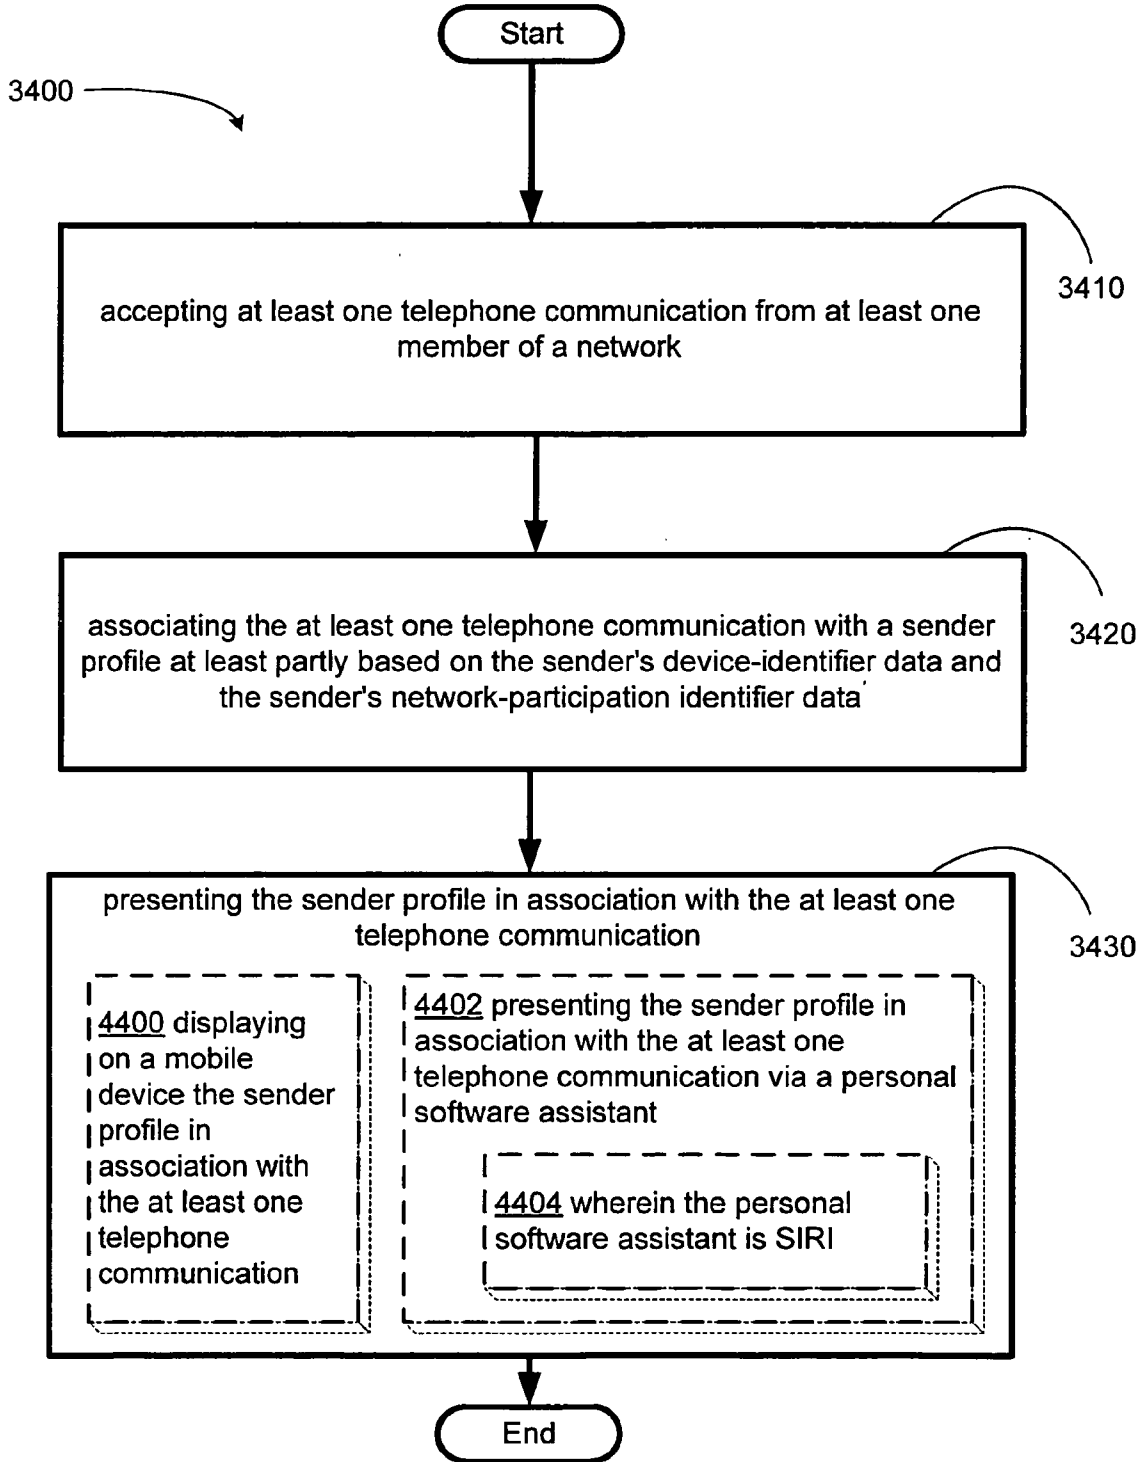 Start
3400
3410
accepting at least one telephone communication from at least one
member of a network
3420
associating the at least one telephone communication with a sender
profile at least partly based on the sender's device-identifier data and
the sender's network-participation identifier data
3430
presenting the sender profile in association with the at least one
telephone communication
4400 displaying
on a mobile
device the sender
profile in
association with
the at least one
telephone
communication
4402 presenting the sender profile in
association with the at least one
telephone communication via a personal
software assistant
4404 wherein the personal
software assistant is SIRI
End